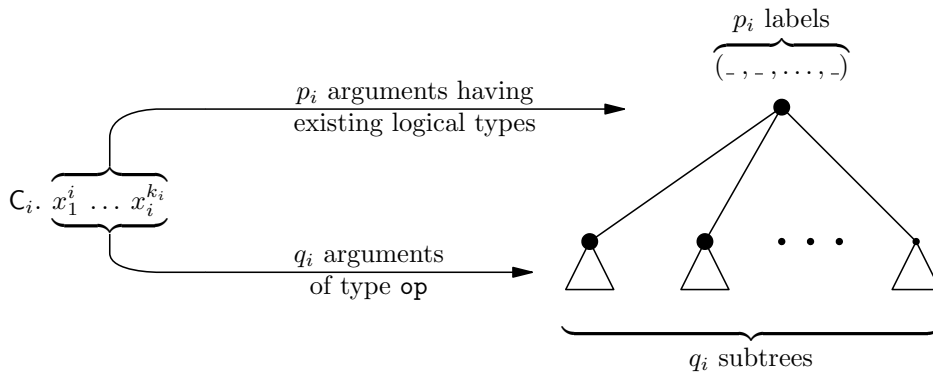 p_i labels
( _ , _ , . . . , _ )
p_i arguments having
existing logical types
C_i. x_1^i … x_i^{k_i}
q_i arguments
of type op
q_i subtrees